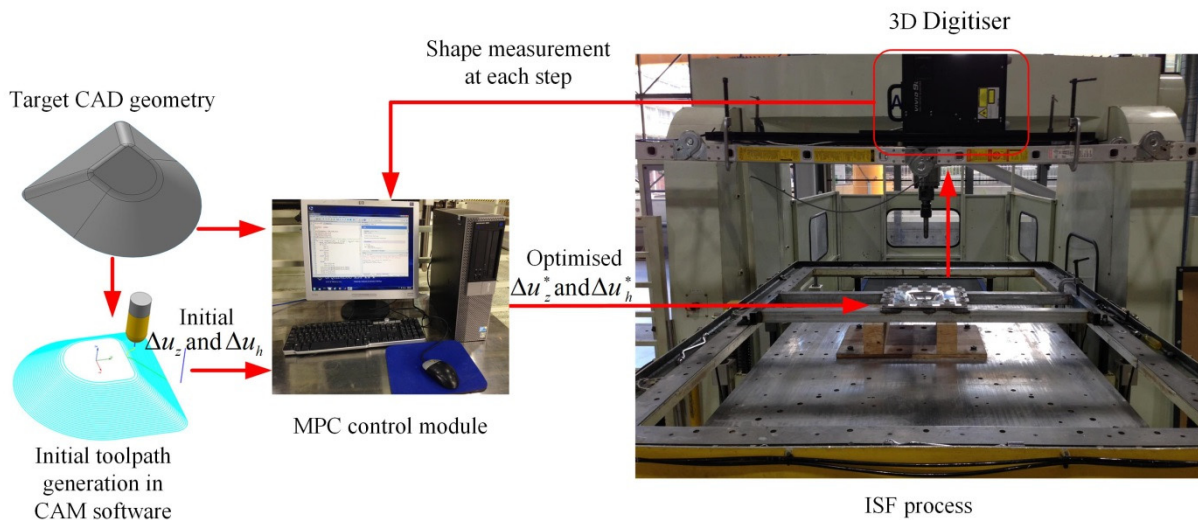 3D Digitiser
Shape measurement
at each step
Target CAD geometry
Optimised
Δu*z and Δu*h
Initial
Δuz and Δuh
MPC control module
Initial toolpath
generation in
CAM software
ISF process